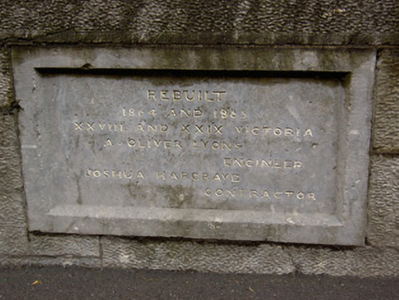 REBUILT
1864 AND 1865
XXVIII AND XXIX VICTORIA
A. OLIVER LYONS
ENGINEER
JOSHUA HARGRAVE
CONTRACTOR